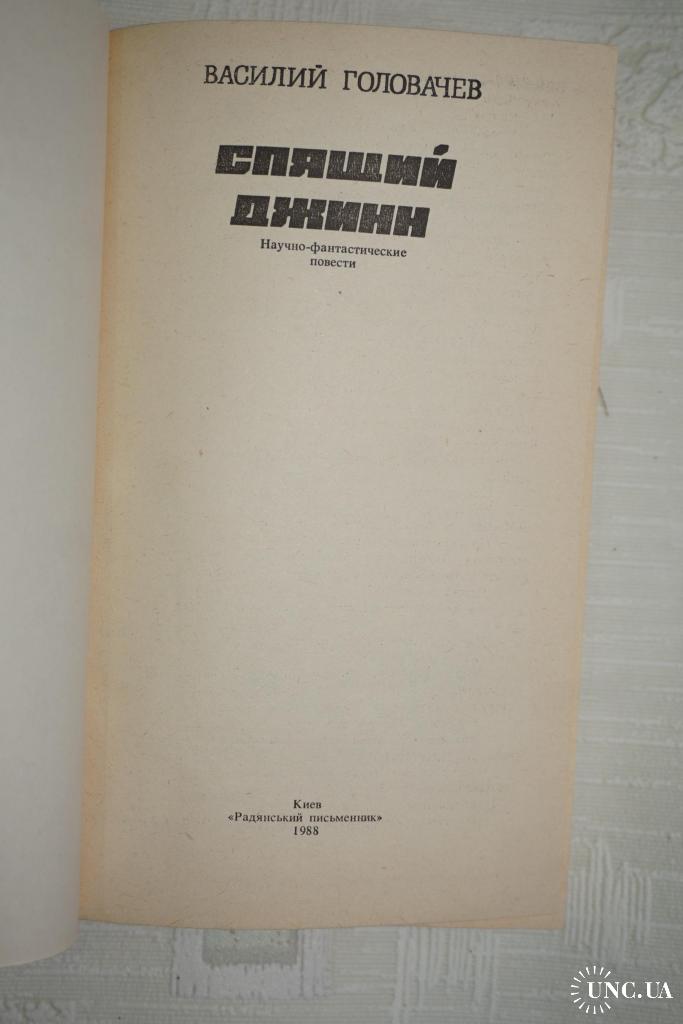 ВАСИЛИЙ ГОЛОВАЧЕВ
СПЯЩИЙ
ДЖИНН
Научно-фантастические
повести
Киев
«Радянський письменник»
1988
UNC.UA